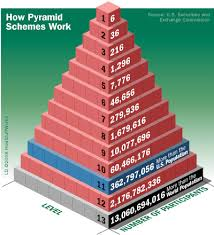 How Pyramid
Schemes Work
Source: U.S. Securities and
Exchange Commission
1 6
2 36
3 216
4 1,296
5 7,776
6 46,656
7 279,936
8 1,679,616
9 10,077,696
10 60,466,176
11 362,797,056 More than the U.S. Population
12 2,176,782,336
13 13,060,694,016 More than the World Population
LEVEL
NUMBER OF PARTICIPANTS